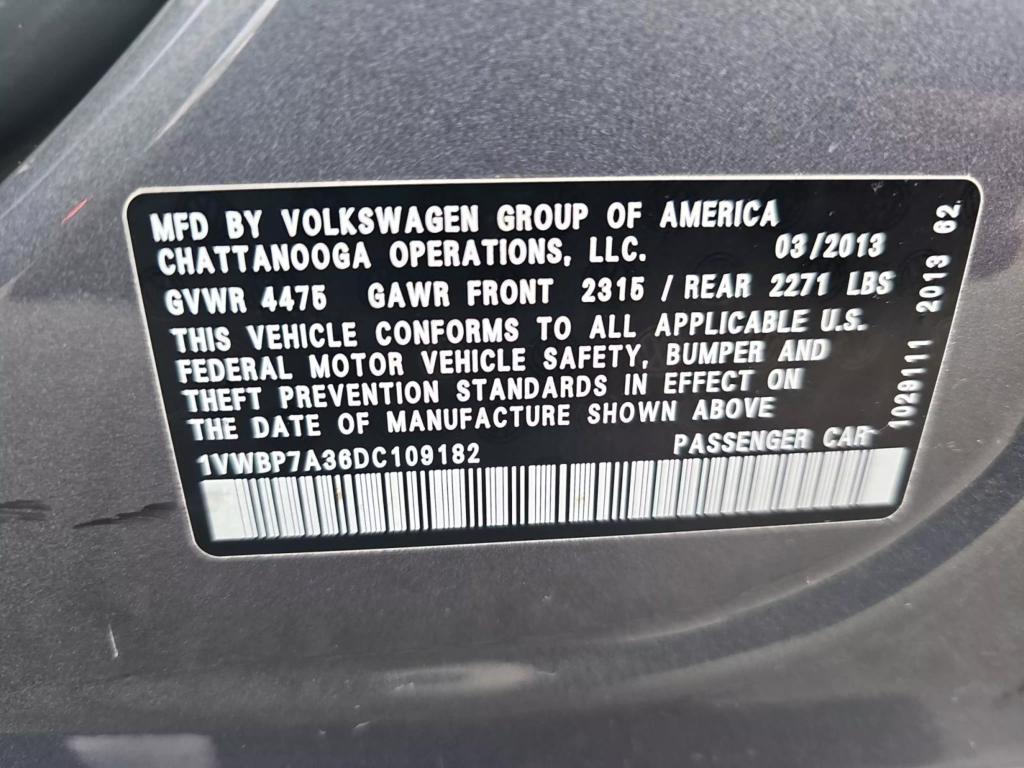 MFD BY VOLKSWAGEN GROUP OF AMERICA
CHATTANOOGA OPERATIONS, LLC. 03/2013
GVWR 4475 GAWR FRONT 2315 / REAR 2271 LBS
THIS VEHICLE CONFORMS TO ALL APPLICABLE U.S.
FEDERAL MOTOR VEHICLE SAFETY, BUMPER AND
THEFT PREVENTION STANDARDS IN EFFECT ON
THE DATE OF MANUFACTURE SHOWN ABOVE
1VWBP7A36DC109182 PASSENGER CAR
1029111 2013 62